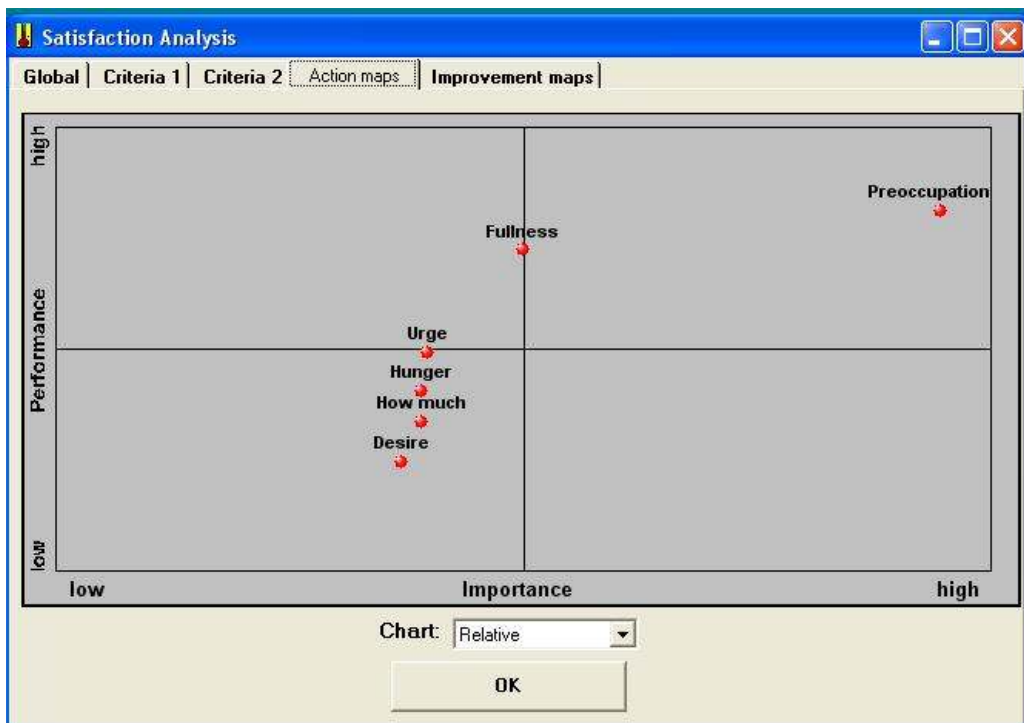 Satisfaction Analysis
Global Criteria 1 Criteria 2 Action maps Improvement maps
high
Performance
low
Preoccupation
Fullness
Urge
Hunger
How much
Desire
low Importance high
Chart: Relative
OK